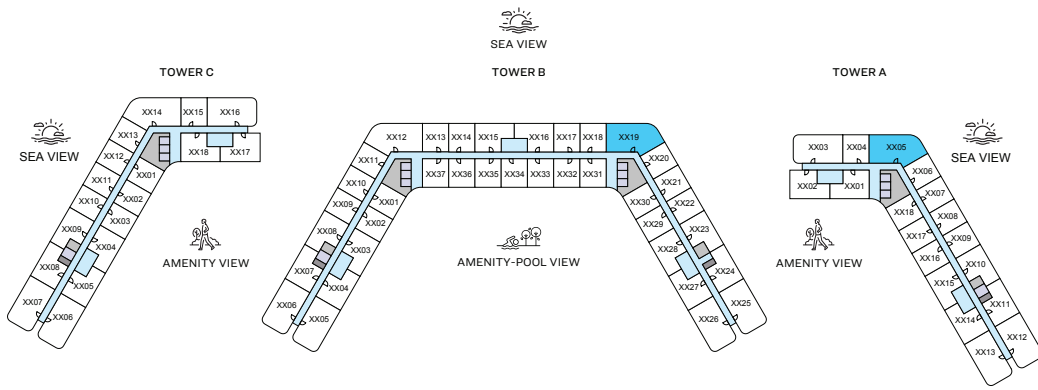 SEA VIEW
TOWER C
TOWER B
TOWER A
SEA VIEW
XX14
XX15
XX16
XX13
XX12
XX11
XX10
XX09
XX08
XX07
XX06
XX05
XX04
XX03
XX02
XX01
XX18
XX17
AMENITY VIEW
XX12
XX13
XX14
XX15
XX16
XX17
XX18
XX19
XX11
XX10
XX09
XX08
XX07
XX06
XX05
XX04
XX03
XX02
XX01
XX37
XX36
XX35
XX34
XX33
XX32
XX31
XX20
XX21
XX22
XX23
XX24
XX25
XX26
XX27
XX28
XX29
XX30
AMENITY-POOL VIEW
XX03
XX04
XX05
XX02
XX01
XX06
XX07
XX08
XX09
XX10
XX11
XX12
XX13
XX14
XX15
XX16
XX17
XX18
SEA VIEW
AMENITY VIEW